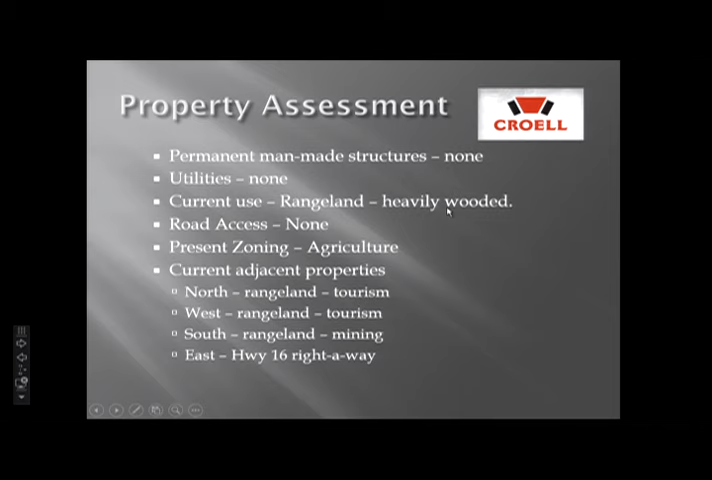 Property Assessment
CROELL
Permanent man-made structures – none
Utilities – none
Current use – Rangeland – heavily wooded.
Road Access – None
Present Zoning – Agriculture
Current adjacent properties
North – rangeland – tourism
West – rangeland – tourism
South – rangeland – mining
East – Hwy 16 right-a-way